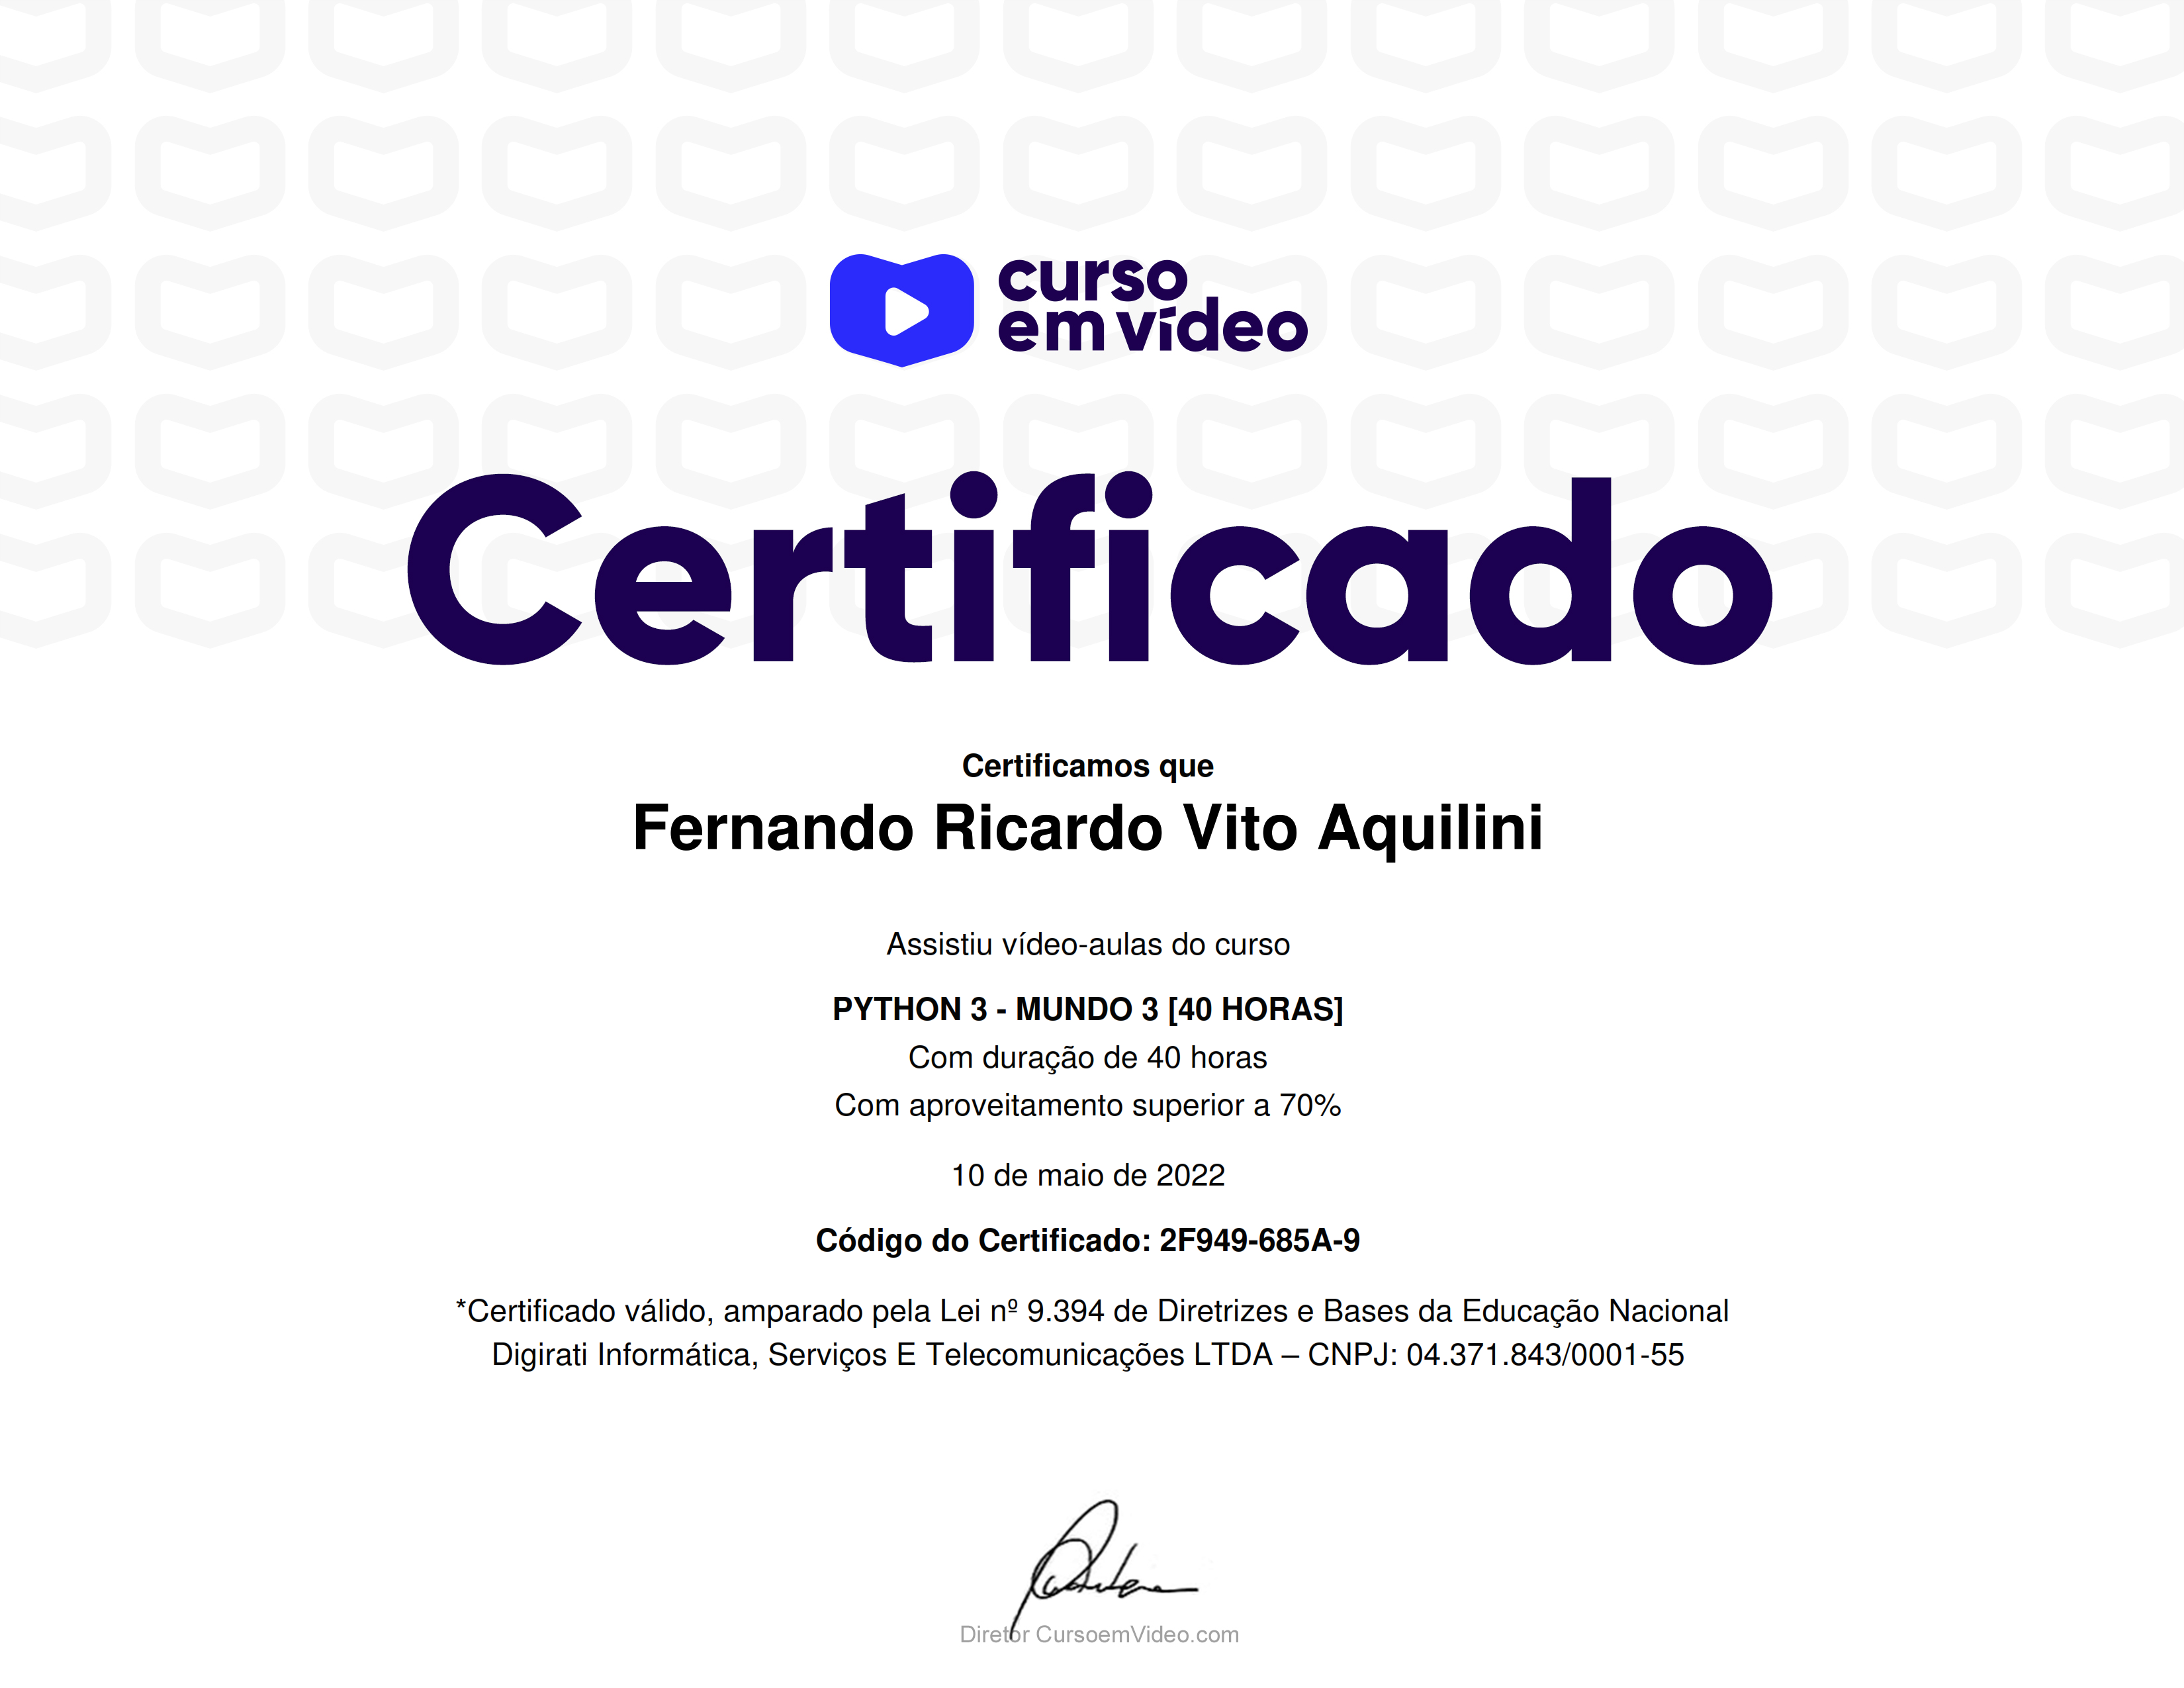 curso
em vídeo
Certificado
Certificamos que
Fernando Ricardo Vito Aquilini
Assistiu vídeo-aulas do curso
PYTHON 3 - MUNDO 3 [40 HORAS]
Com duração de 40 horas
Com aproveitamento superior a 70%
10 de maio de 2022
Código do Certificado: 2F949-685A-9
*Certificado válido, amparado pela Lei nº 9.394 de Diretrizes e Bases da Educação Nacional
Digirati Informática, Serviços E Telecomunicações LTDA – CNPJ: 04.371.843/0001-55
Diretor CursoemVideo.com